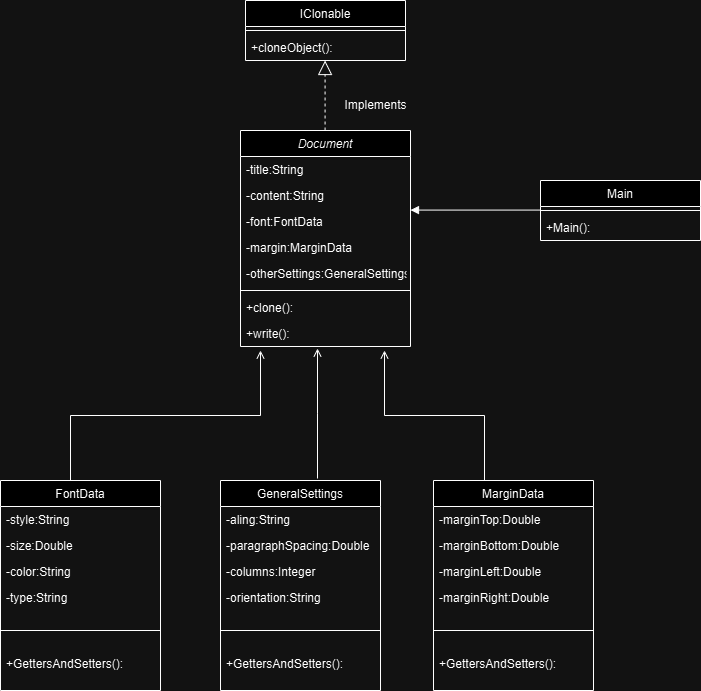 IClonable
+cloneObject():
Implements
Document
-title:String
-content:String
-font:FontData
-margin:MarginData
-otherSettings:GeneralSettings
+clone():
+write():
Main
+Main():
FontData
-style:String
-size:Double
-color:String
-type:String
+GettersAndSetters():
GeneralSettings
-aling:String
-paragraphSpacing:Double
-columns:Integer
-orientation:String
+GettersAndSetters():
MarginData
-marginTop:Double
-marginBottom:Double
-marginLeft:Double
-marginRight:Double
+GettersAndSetters():